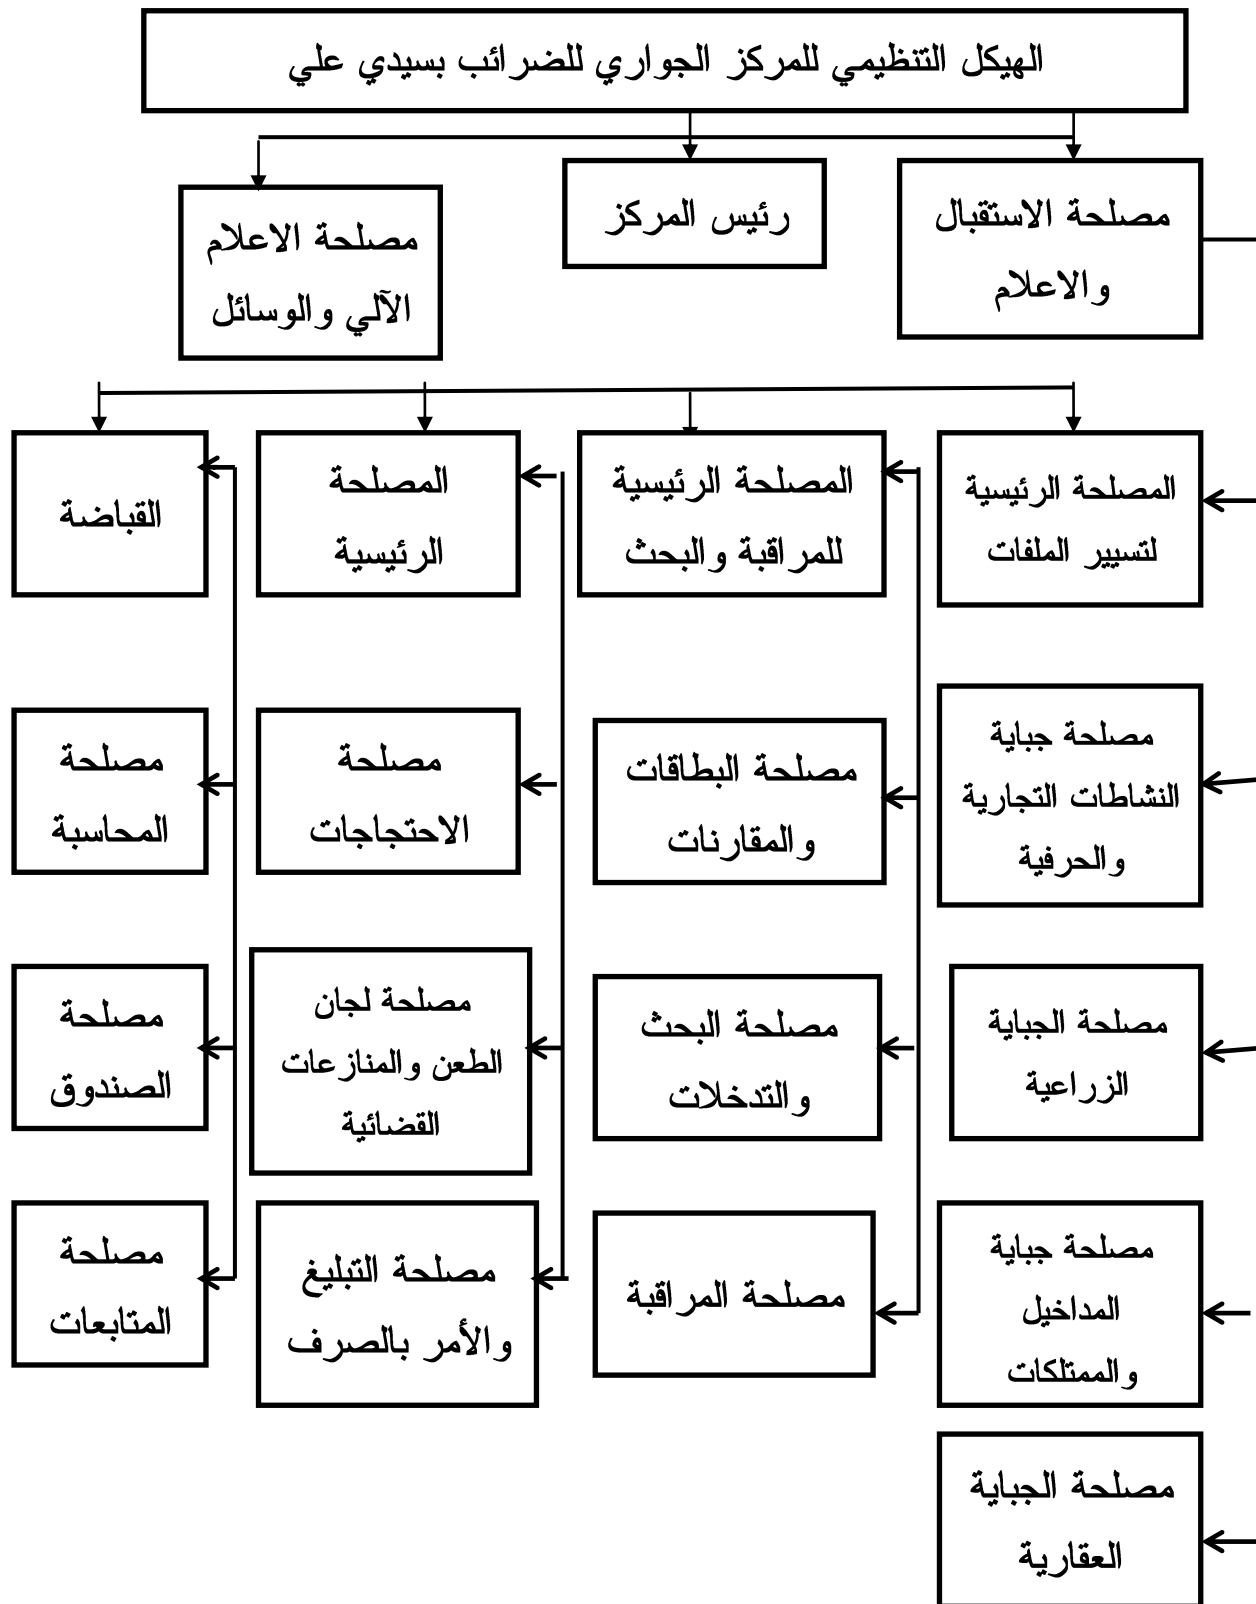 الهيكل التنظيمي للمركز الجواري للضرائب بسيدي علي
مصلحة الاستقبال
والاعلام
رئيس المركز
مصلحة الاعلام
الآلي والوسائل
المصلحة الرئيسية
لتسيير الملفات
المصلحة الرئيسية
للمراقبة والبحث
المصلحة
الرئيسية
القباضة
مصلحة جباية
النشاطات التجارية
والحرفية
مصلحة البطاقات
والمقارنات
مصلحة
الاحتجاجات
مصلحة
المحاسبة
مصلحة الجباية
الزراعية
مصلحة البحث
والتدخلات
مصلحة لجان
الطعن والمنازعات
القضائية
مصلحة
الصندوق
مصلحة جباية
المداخيل
والممتلكات
مصلحة المراقبة
مصلحة التبليغ
والأمر بالصرف
مصلحة
المتابعات
مصلحة الجباية
العقارية